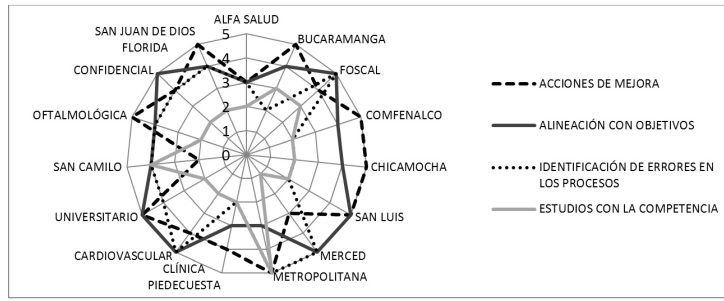 ALFA SALUD
SAN JUAN DE DIOS
FLORIDA
BUCARAMANGA
CONFIDENCIAL
FOSCAL
OFTALMOLÓGICA
COMFENALCO
SAN CAMILO
CHICAMOCHA
UNIVERSITARIO
SAN LUIS
CARDIOVASCULAR
MERCED
CLÍNICA
PIEDECUESTA
METROPOLITANA
5
4
3
2
1
0
ACCIONES DE MEJORA
ALINEACIÓN CON OBJETIVOS
IDENTIFICACIÓN DE ERRORES EN
LOS PROCESOS
ESTUDIOS CON LA COMPETENCIA